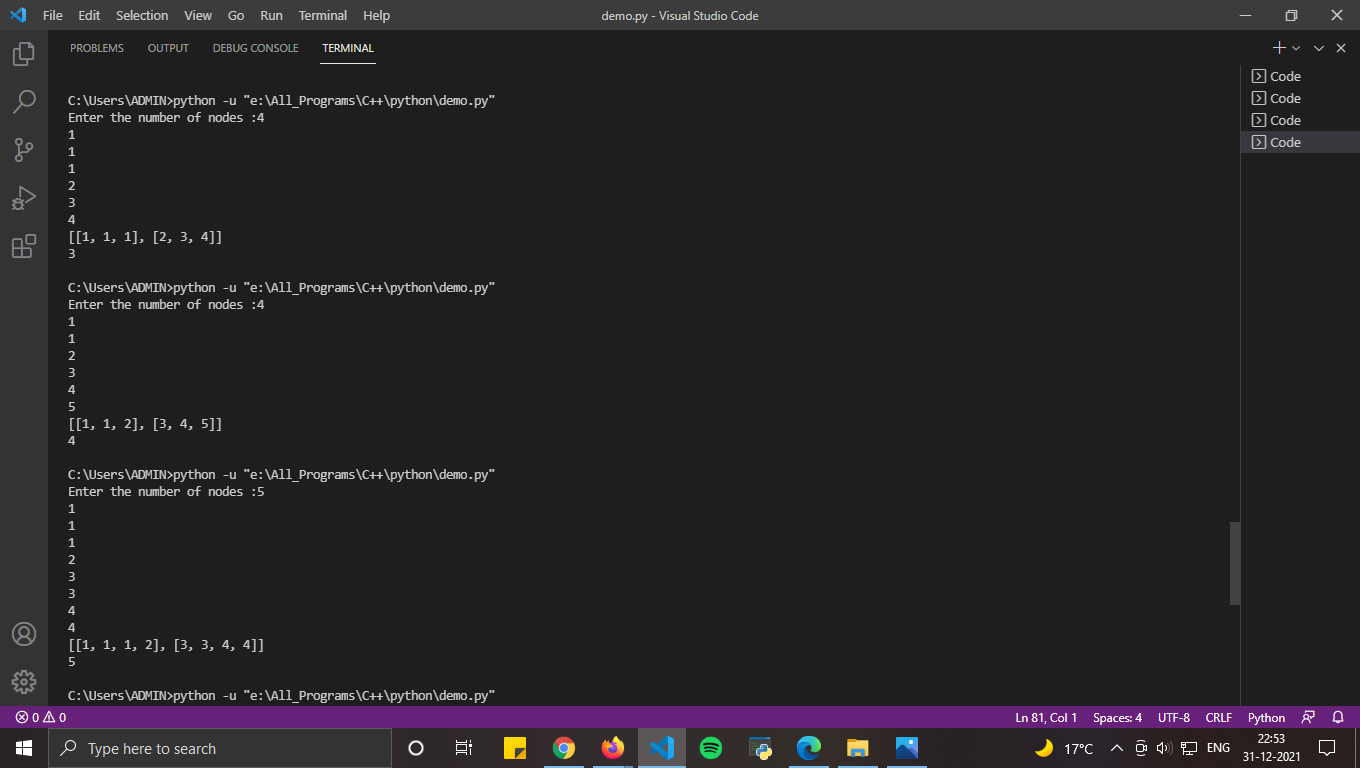 File Edit Selection View Go Run Terminal Help
demo.py - Visual Studio Code
PROBLEMS OUTPUT DEBUG CONSOLE TERMINAL
C:\Users\ADMIN>python -u "e:\All_Programs\C++\python\demo.py"
Enter the number of nodes :4
1
1
1
2
3
4
[[1, 1, 1], [2, 3, 4]]
3
C:\Users\ADMIN>python -u "e:\All_Programs\C++\python\demo.py"
Enter the number of nodes :4
1
1
2
3
4
5
[[1, 1, 2], [3, 4, 5]]
4
C:\Users\ADMIN>python -u "e:\All_Programs\C++\python\demo.py"
Enter the number of nodes :5
1
1
1
2
3
3
4
4
[[1, 1, 1, 2], [3, 3, 4, 4]]
5
C:\Users\ADMIN>python -u "e:\All_Programs\C++\python\demo.py"
Code
Code
Code
Code
0 0
Ln 81, Col 1 Spaces: 4 UTF-8 CRLF Python
Type here to search
17°C
ENG
22:53
31-12-2021